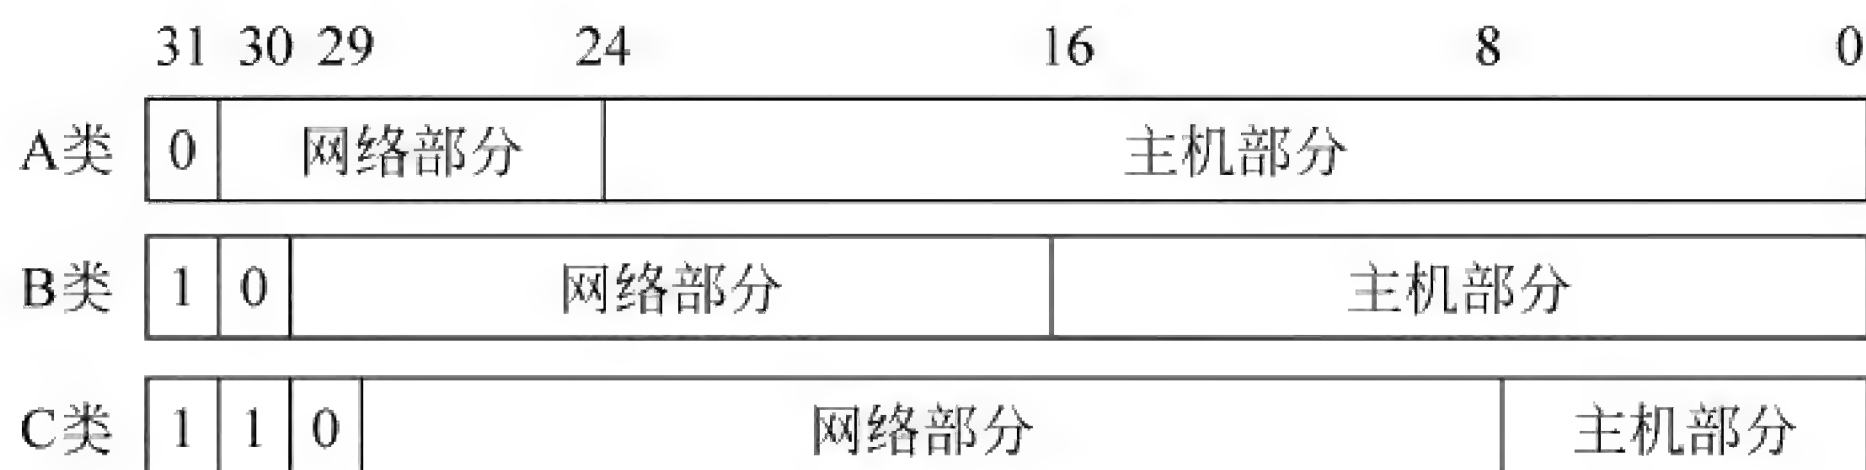 31 30 29 24 16 8 0
A类 0 网络部分 主机部分
B类 1 0 网络部分 主机部分
C类 1 1 0 网络部分 主机部分